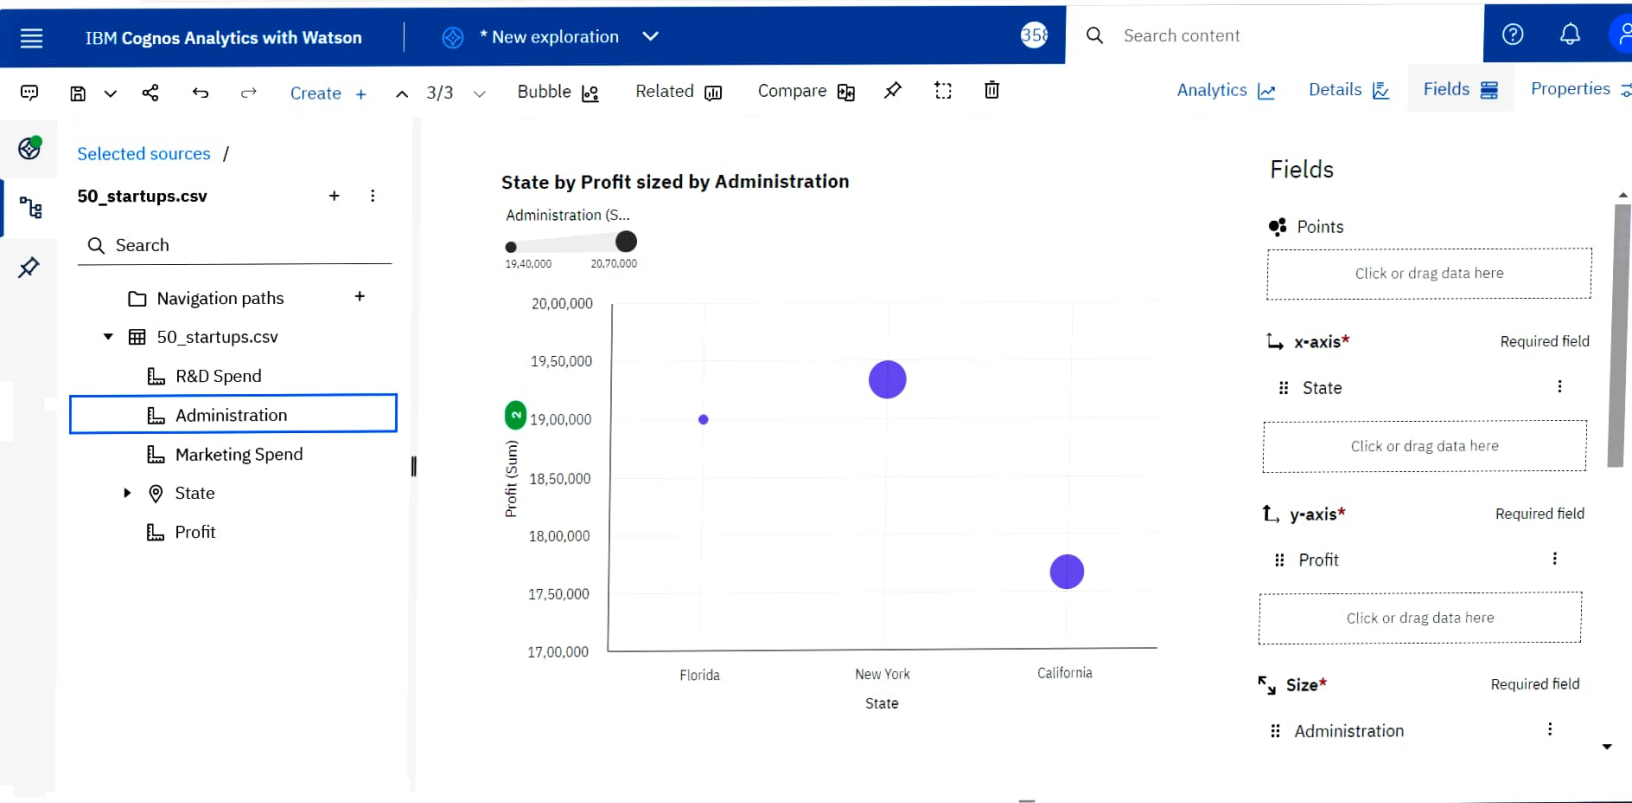 IBM Cognos Analytics with Watson
* New exploration
358
Search content
Create +
3/3
Bubble
Related
Compare
Analytics
Details
Fields
Properties
Selected sources /
50_startups.csv
Search
Navigation paths
50_startups.csv
R&D Spend
Administration
Marketing Spend
State
Profit
State by Profit sized by Administration
Administration (S...
19,40,000 20,70,000
20,00,000
19,50,000
2
19,00,000
18,50,000
18,00,000
17,50,000
17,00,000
Profit (Sum)
Florida New York California
State
Fields
Points
Click or drag data here
x-axis* Required field
State
Click or drag data here
y-axis* Required field
Profit
Click or drag data here
Size* Required field
Administration